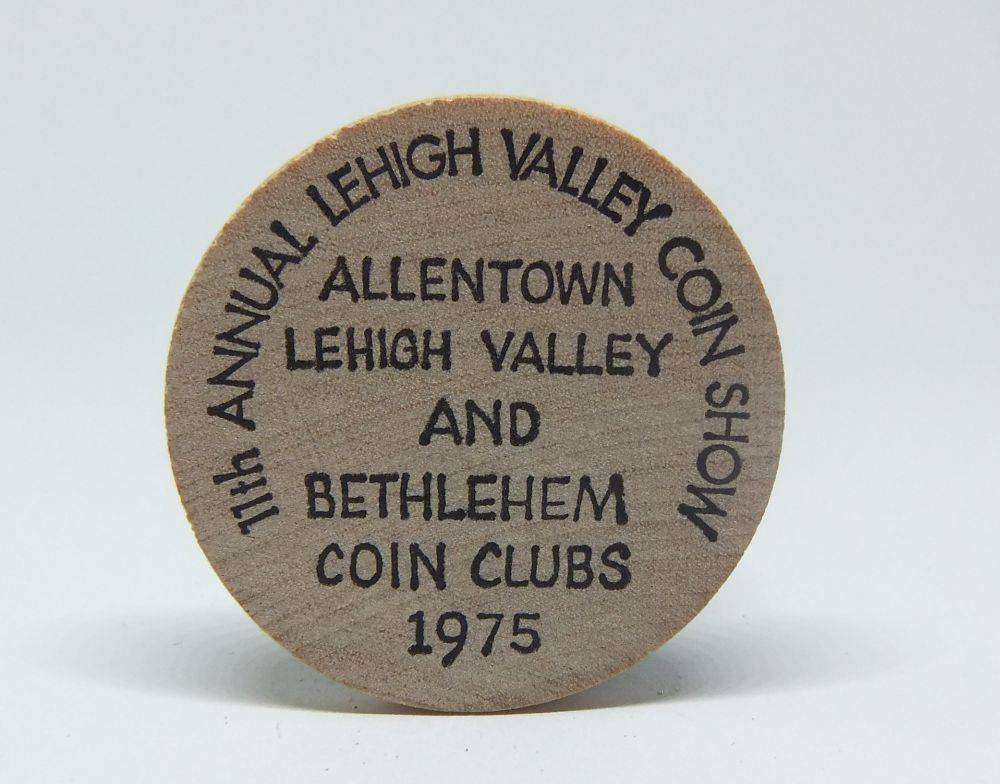 11th ANNUAL LEHIGH VALLEY COIN SHOW
ALLENTOWN
LEHIGH VALLEY
AND
BETHLEHEM
COIN CLUBS
1975